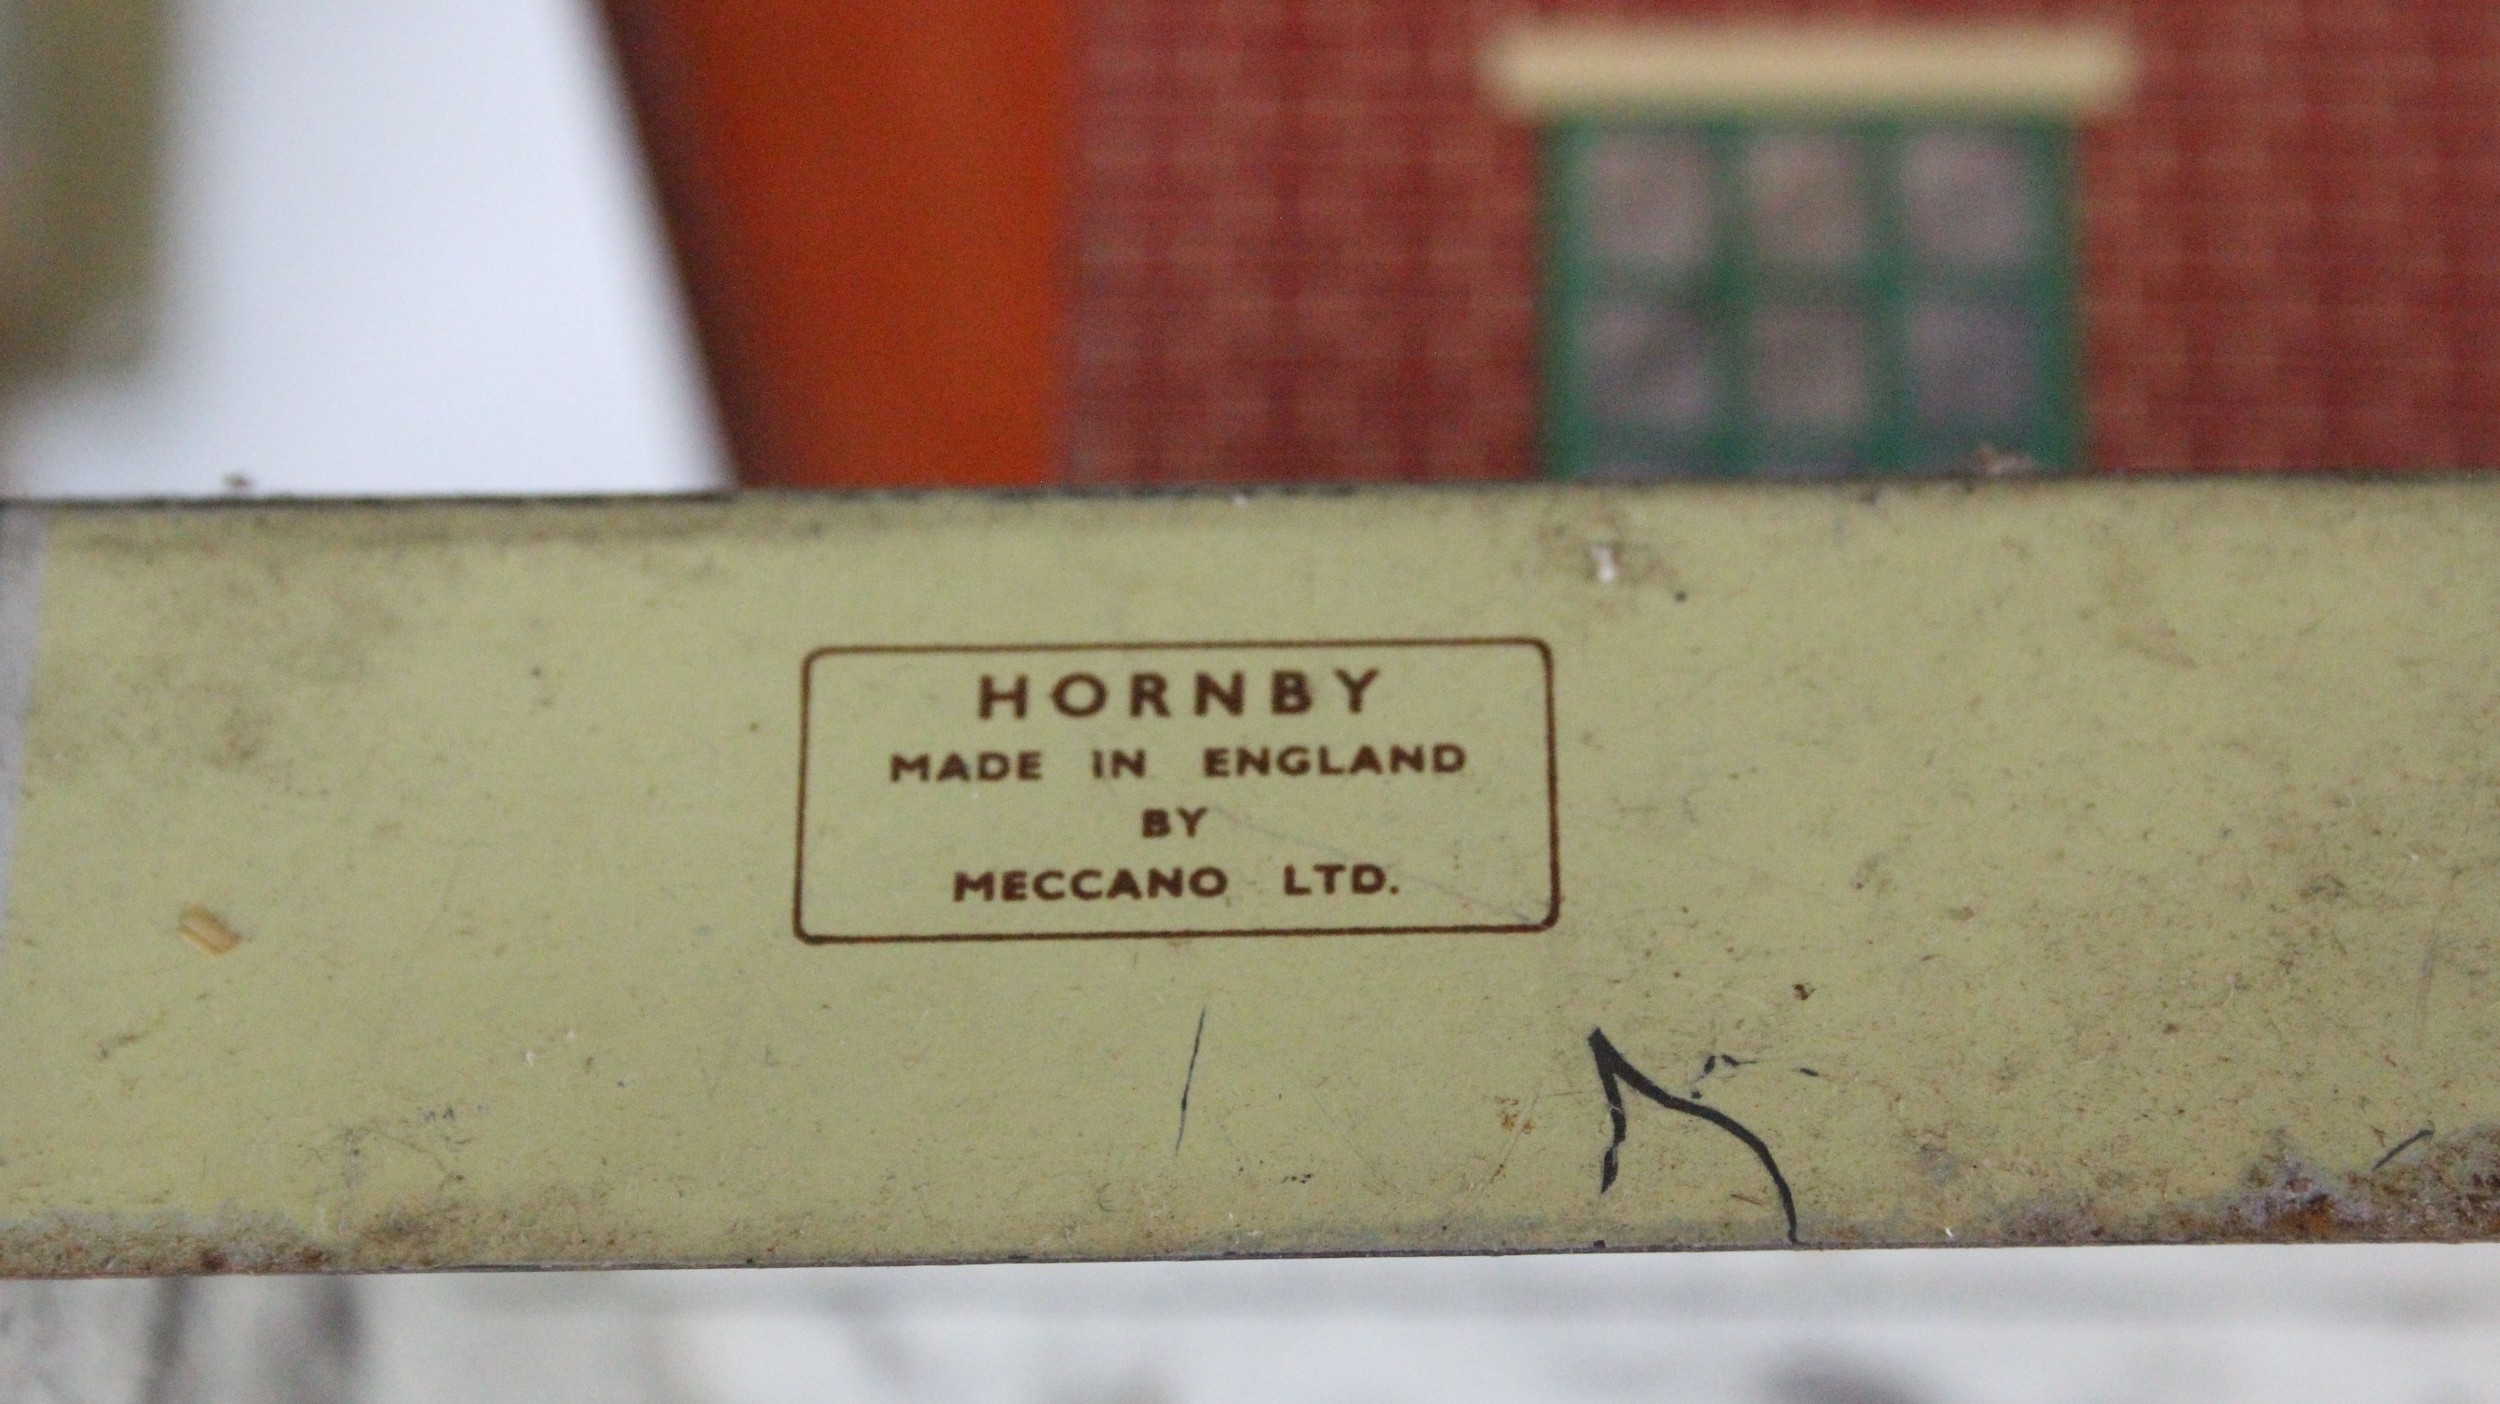 HORNBY
MADE IN ENGLAND
BY
MECCANO LTD.